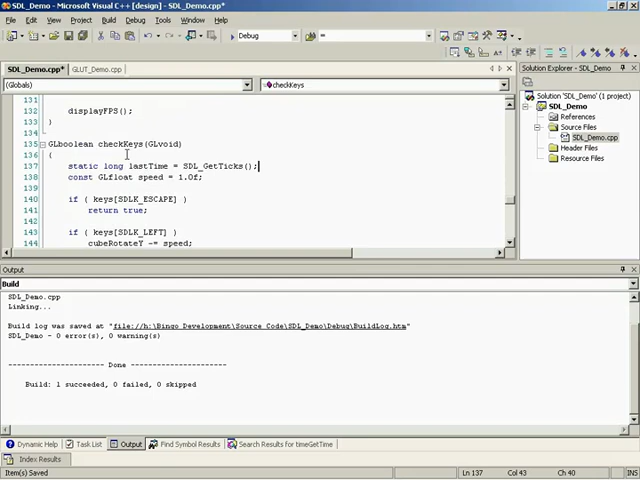 SDL_Demo - Microsoft Visual C++ [design] - SDL_Demo.cpp*
File Edit View Project Build Debug Tools Window Help
Debug =
SDL_Demo.cpp* GLUT_Demo.cpp
(Globals) checkKeys
131
132 displayFPS();
133 }
134
135 GLboolean checkKeys(GLvoid)
136 {
137 static long lastTime = SDL_GetTicks();
138 const GLfloat speed = 1.0f;
139
140 if ( keys[SDLK_ESCAPE] )
141 return true;
142
143 if ( keys[SDLK_LEFT] )
144 cubeRotateY -= speed;
Solution Explorer - SDL_Demo
Solution 'SDL_Demo' (1 project)
SDL_Demo
References
Source Files
SDL_Demo.cpp
Header Files
Resource Files
Output
Build
SDL_Demo.cpp
Linking...
Build log was saved at "file://h:\Bingo Development\Source Code\SDL_Demo\Debug\BuildLog.htm"
SDL_Demo - 0 error(s), 0 warning(s)
---------------------- Done ----------------------
Build: 1 succeeded, 0 failed, 0 skipped
Dynamic Help Task List Output Find Symbol Results Search Results for timeGetTime
Index Results
Item(s) Saved Ln 137 Col 43 Ch 40 INS